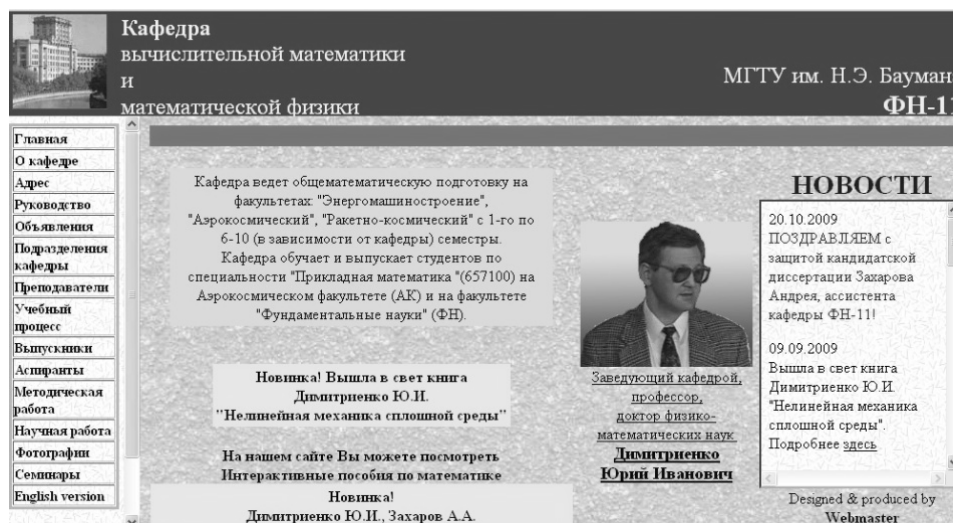 Кафедра
вычислительной математики
и
математической физики
МГТУ им. Н.Э. Бауман
ФН-11
Главная
О кафедре
Адрес
Руководство
Объявления
Подразделения
кафедры
Преподаватели
Учебный
процесс
Выпускники
Аспиранты
Методическая
работа
Научная работа
Фотографии
Семинары
English version
Кафедра ведет общематематическую подготовку на
факультетах: "Энергомашиностроение",
"Аэрокосмический", "Ракетно-космический" с 1-го по
6-10 (в зависимости от кафедры) семестры.
Кафедра обучает и выпускает студентов по
специальности "Прикладная математика "(657100) на
Аэрокосмическом факультете (АК) и на факультете
"Фундаментальные науки" (ФН).
Новинка! Вышла в свет книга
Димитриенко Ю.И.
"Нелинейная механика сплошной среды"
На нашем сайте Вы можете посмотреть
Интерактивные пособия по математике
Новинка!
Димитриенко Ю.И., Захаров А.А.
Заведующий кафедрой,
профессор,
доктор физико-
математических наук
Димитриенко
Юрий Иванович
НОВОСТИ
20.10.2009
ПОЗДРАВЛЯЕМ с
защитой кандидатской
диссертации Захарова
Андрея, ассистента
кафедры ФН-11!
09.09.2009
Вышла в свет книга
Димитриенко Ю.И.
"Нелинейная механика
сплошной среды".
Подробнее здесь
Designed & produced by
Webmaster